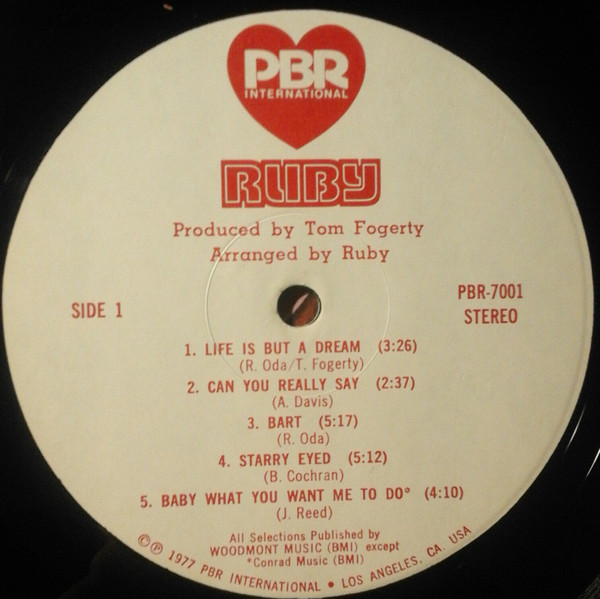 PBR
INTERNATIONAL
RUBY
Produced by Tom Fogerty
Arranged by Ruby
SIDE 1
PBR-7001
STEREO
1. LIFE IS BUT A DREAM (3:26)
(R. Oda/T. Fogerty)
2. CAN YOU REALLY SAY (2:37)
(A. Davis)
3. BART (5:17)
(R. Oda)
4. STARRY EYED (5:12)
(B. Cochran)
5. BABY WHAT YOU WANT ME TO DO* (4:10)
(J. Reed)
All Selections Published by
WOODMONT MUSIC (BMI) except
*Conrad Music (BMI)
©℗ 1977 PBR INTERNATIONAL • LOS ANGELES, CA. USA